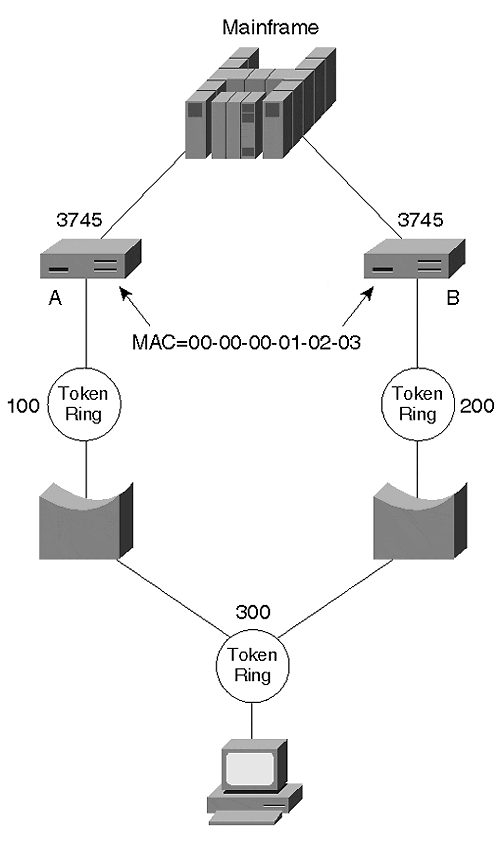 Mainframe
3745
3745
A
B
MAC=00-00-00-01-02-03
100
Token
Ring
Token
Ring
200
300
Token
Ring